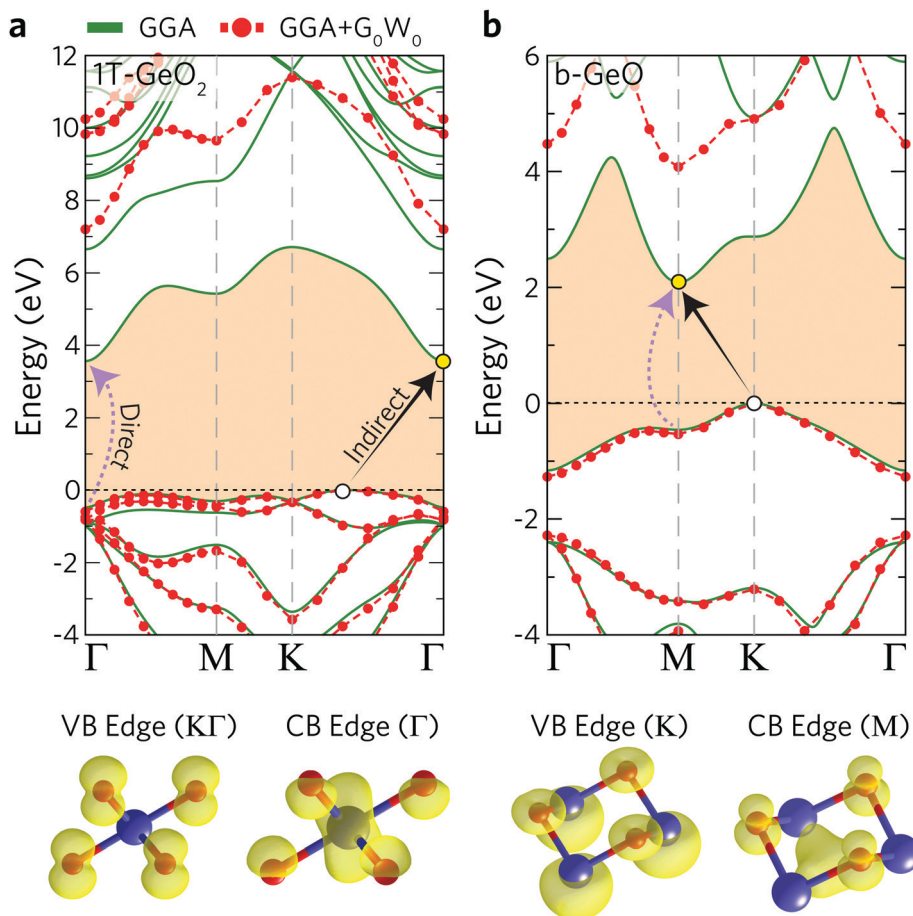 a GGA GGA+G₀W₀ b
1T-GeO₂
b-GeO
12
10
8
6
4
2
0
-2
-4
Energy (eV)
Direct
Indirect
Γ M K Γ
6
4
2
0
-2
-4
Energy (eV)
Γ M K Γ
VB Edge (KΓ) CB Edge (Γ) VB Edge (K) CB Edge (M)